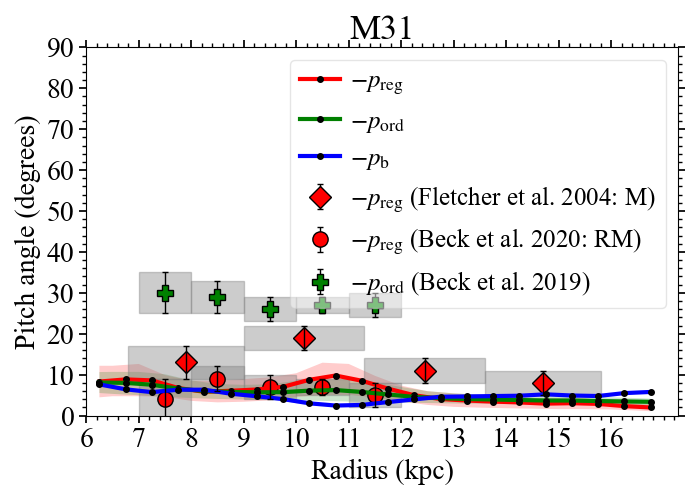 M31
Pitch angle (degrees)
90
80
70
60
50
40
30
20
10
0
−p_reg
−p_ord
−p_b
−p_reg (Fletcher et al. 2004: M)
−p_reg (Beck et al. 2020: RM)
−p_ord (Beck et al. 2019)
6 7 8 9 10 11 12 13 14 15 16
Radius (kpc)